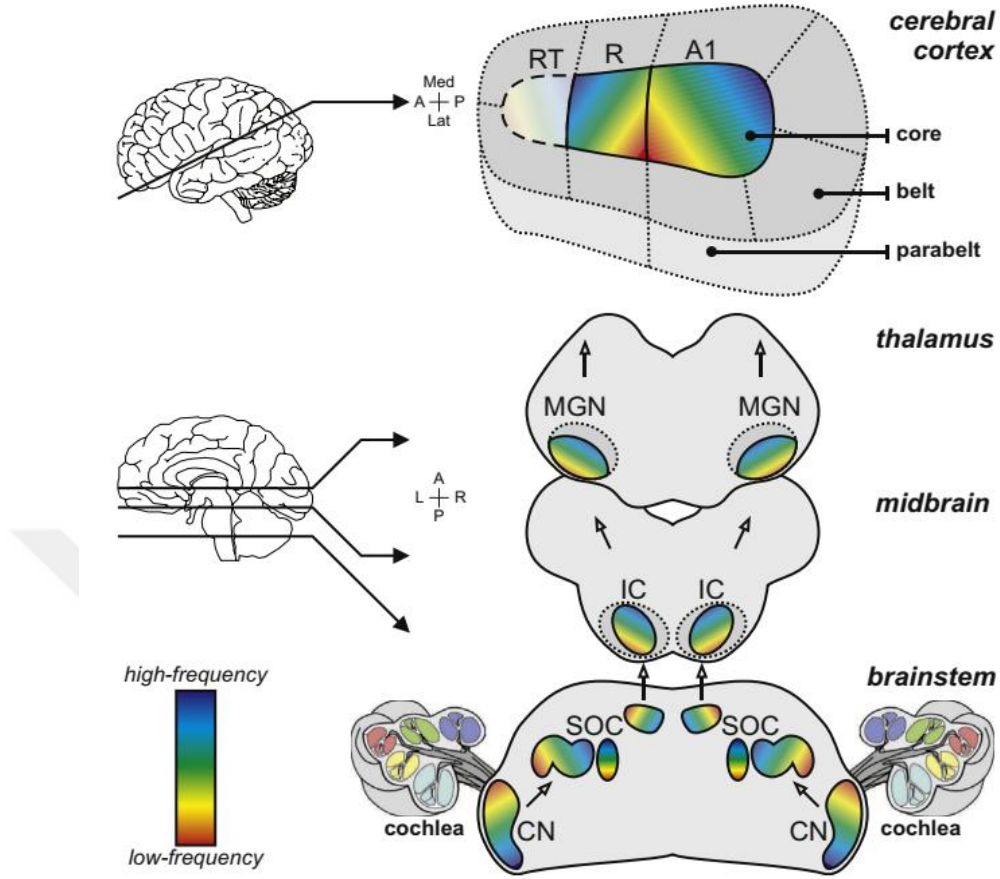 cerebral
cortex
RT R A1
Med
A P
Lat
core
belt
parabelt
thalamus
MGN MGN
A
L R
P
midbrain
IC IC
high-frequency
brainstem
SOC SOC
cochlea CN CN cochlea
low-frequency